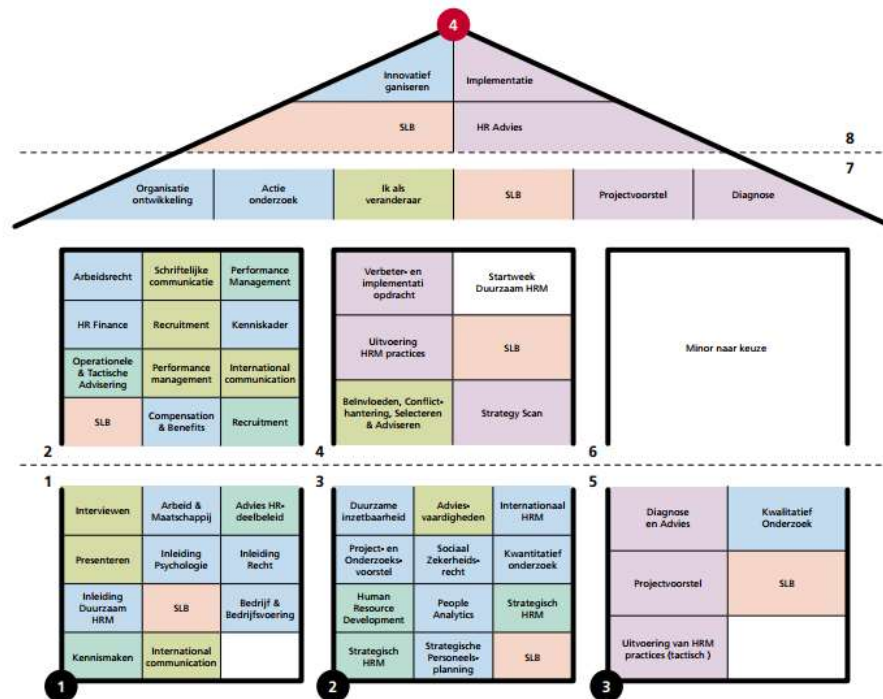 4
Innovatief
ganiseren
Implementatie
SLB
HR Advies
8
7
Organisatie
ontwikkeling
Actie
onderzoek
Ik als
veranderaar
SLB
Projectvoorstel
Diagnose
Arbeidsrecht
Schriftelijke
communicatie
Performance
Management
HR Finance
Recruitment
Kenniskader
Operationele
& Tactische
Advisering
Performance
management
International
communication
SLB
Compensation
& Benefits
Recruitment
2
Verbeter- en
implementati
opdracht
Startweek
Duurzaam HRM
Uitvoering
HRM practices
SLB
Beïnvloeden, Conflict-
hantering, Selecteren
& Adviseren
Strategy Scan
4
Minor naar keuze
6
1
Interviewen
Arbeid &
Maatschappij
Advies HR-
deelbeleid
Presenteren
Inleiding
Psychologie
Inleiding
Recht
Inleiding
Duurzaam
HRM
SLB
Bedrijf &
Bedrijfsvoering
Kennismaken
International
communication
1
3
Duurzame
inzetbaarheid
Advies-
vaardigheden
Internationaal
HRM
Project- en
Onderzoeks-
voorstel
Sociaal
Zekerheids-
recht
Kwantitatief
onderzoek
Human
Resource
Development
People
Analytics
Strategisch
HRM
Strategisch
HRM
Strategische
Personeels-
planning
SLB
2
5
Diagnose
en Advies
Kwalitatief
Onderzoek
Projectvoorstel
SLB
Uitvoering van HRM
practices (tactisch )
3